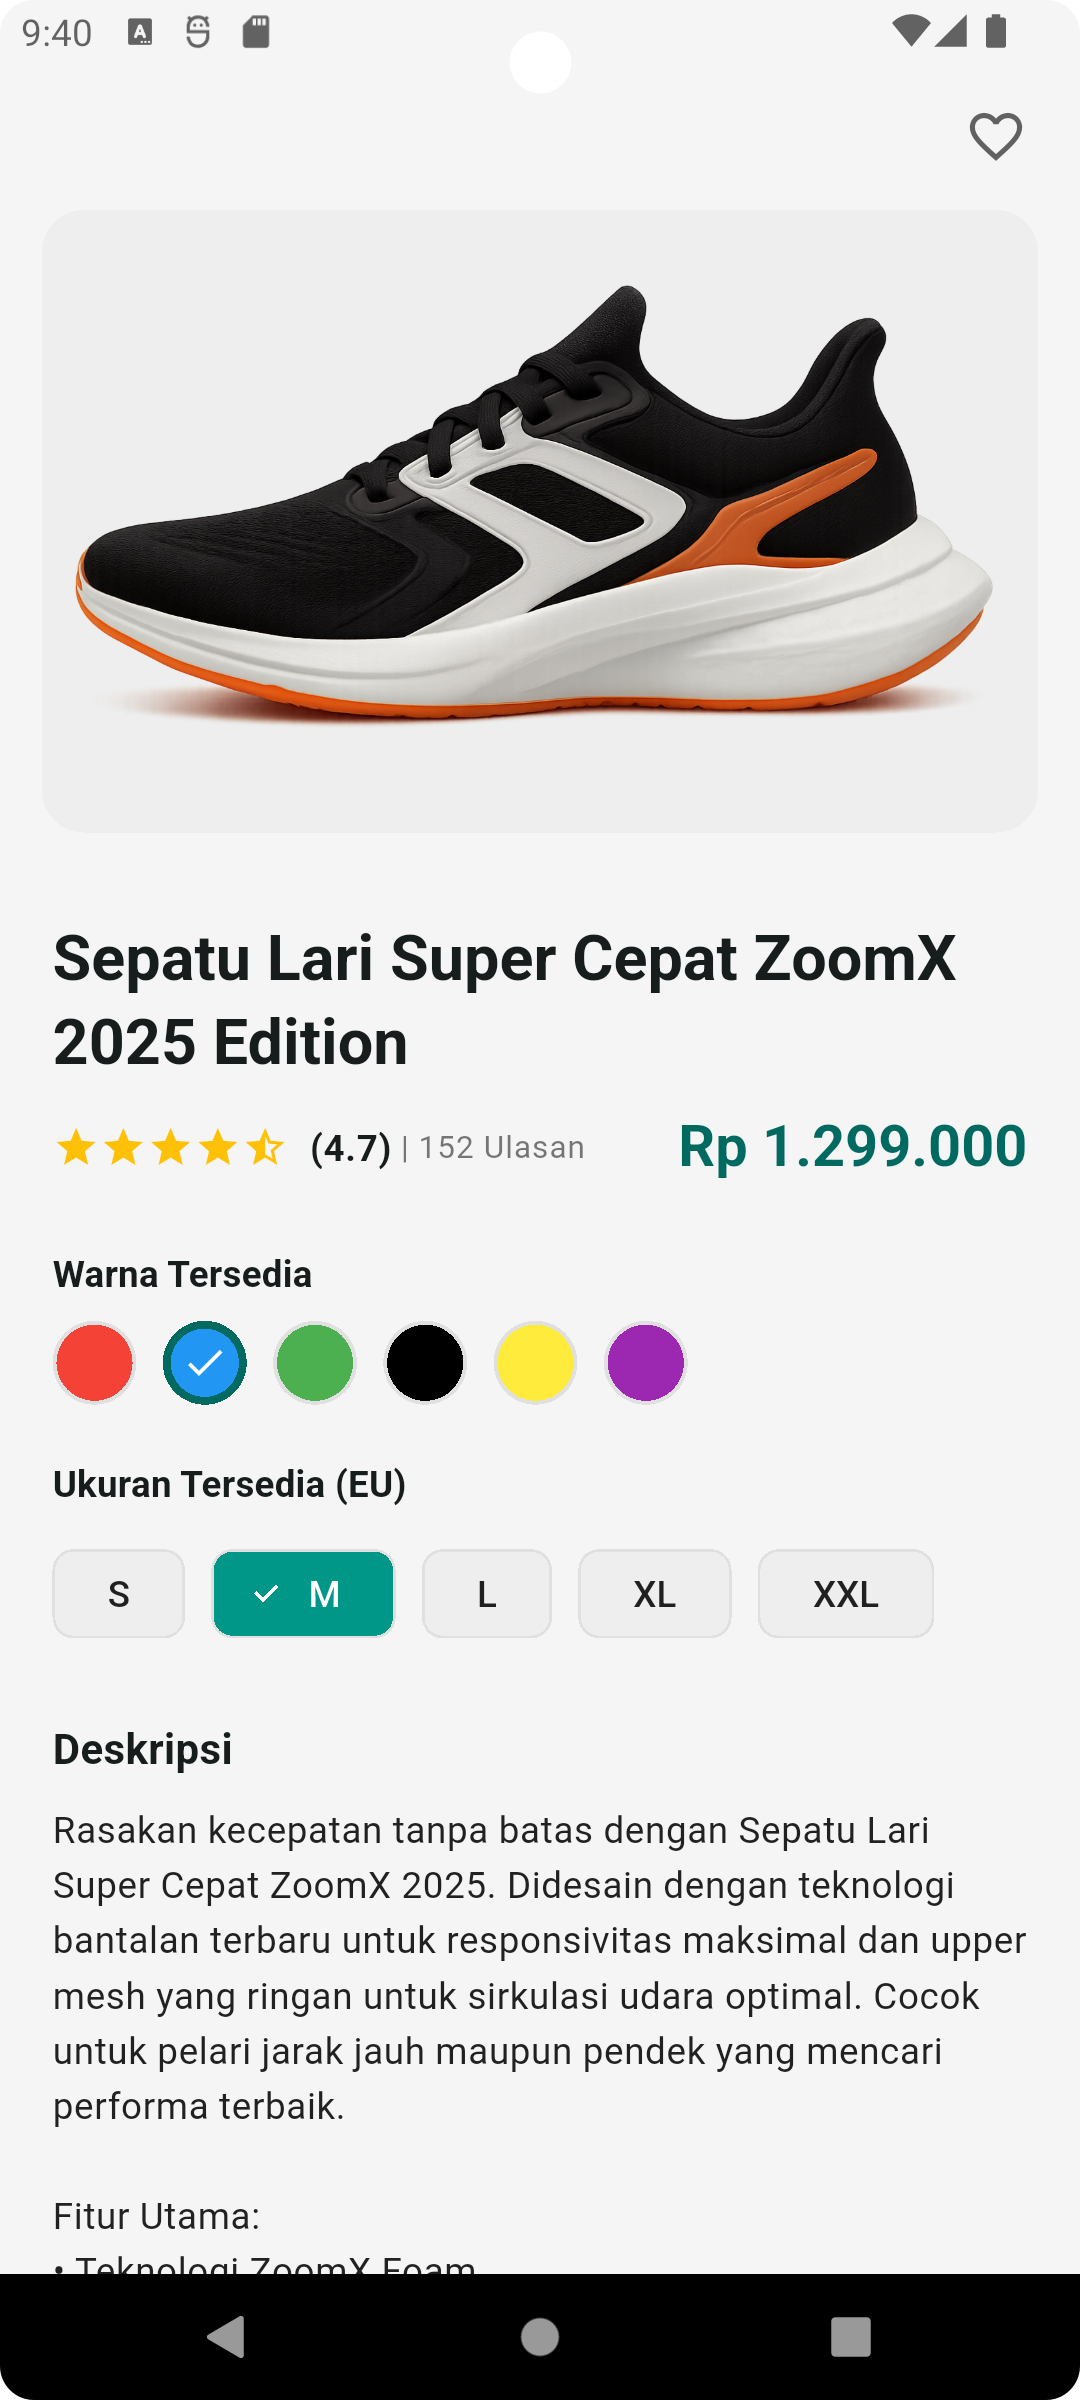 9:40
Sepatu Lari Super Cepat ZoomX
2025 Edition
(4.7) | 152 Ulasan
Rp 1.299.000
Warna Tersedia
Ukuran Tersedia (EU)
S
M
L
XL
XXL
Deskripsi
Rasakan kecepatan tanpa batas dengan Sepatu Lari
Super Cepat ZoomX 2025. Didesain dengan teknologi
bantalan terbaru untuk responsivitas maksimal dan upper
mesh yang ringan untuk sirkulasi udara optimal. Cocok
untuk pelari jarak jauh maupun pendek yang mencari
performa terbaik.
Fitur Utama:
• Teknologi ZoomX Foam